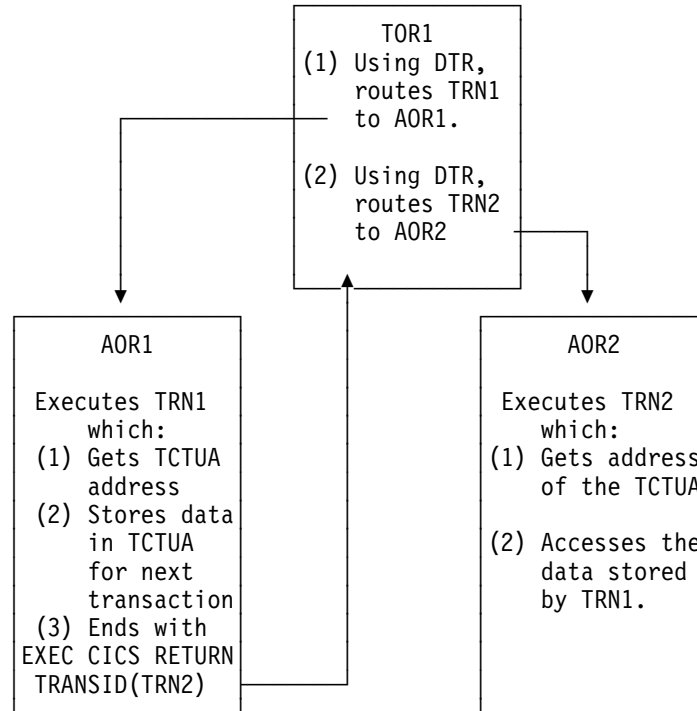 TOR1
(1) Using DTR,
routes TRN1
to AOR1.
(2) Using DTR,
routes TRN2
to AOR2
AOR1
Executes TRN1
which:
(1) Gets TCTUA
address
(2) Stores data
in TCTUA
for next
transaction
(3) Ends with
EXEC CICS RETURN
TRANSID(TRN2)
AOR2
Executes TRN2
which:
(1) Gets address
of the TCTUA
(2) Accesses the
data stored
by TRN1.